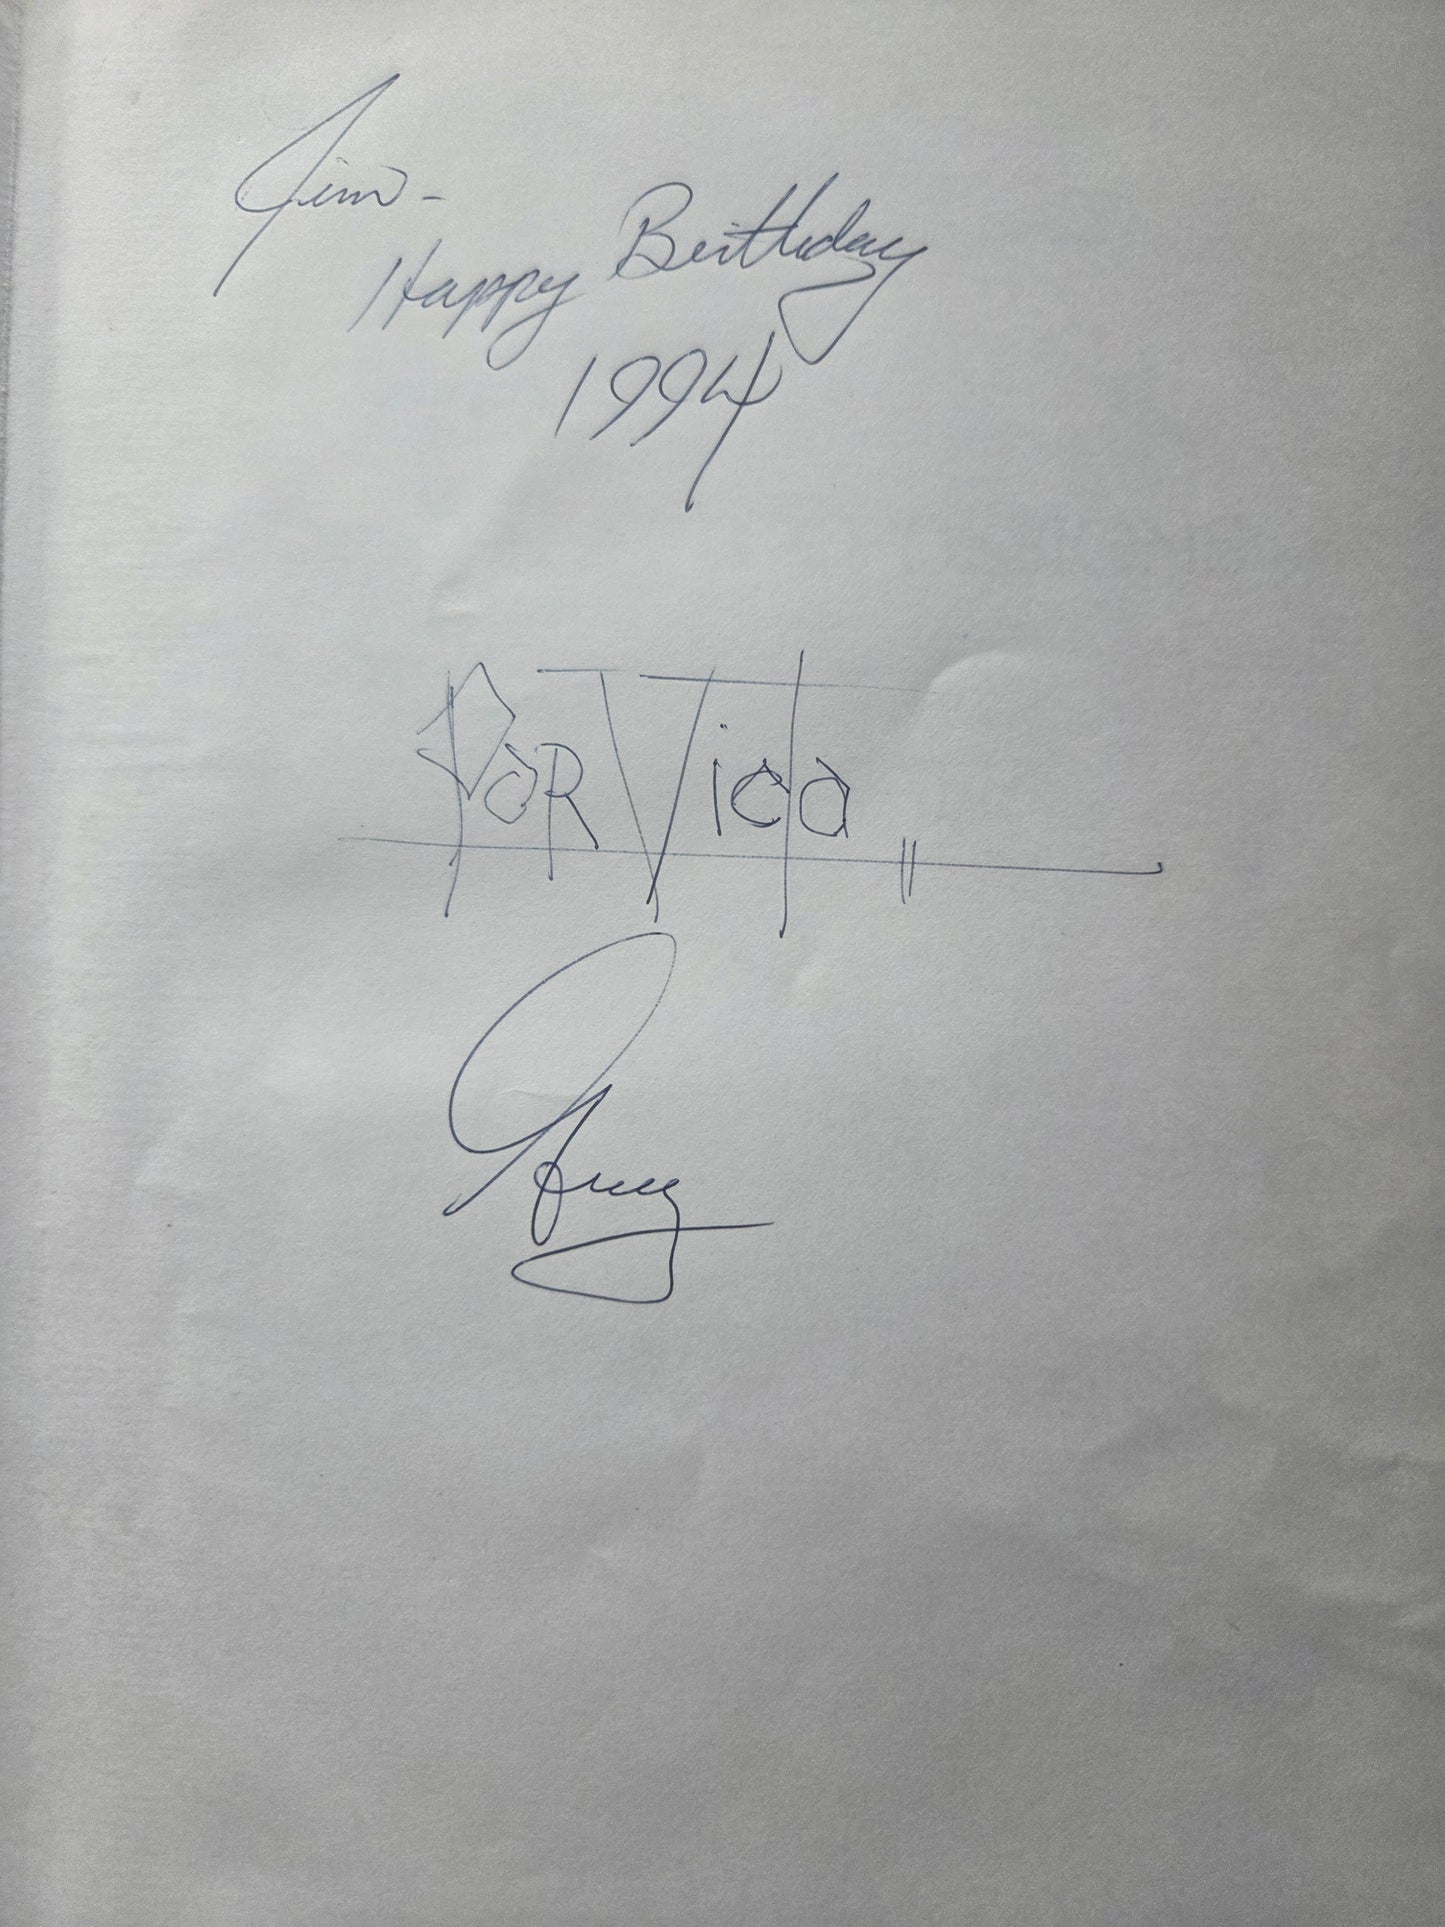 Jim -
Happy Birthday
1994
Por Vida